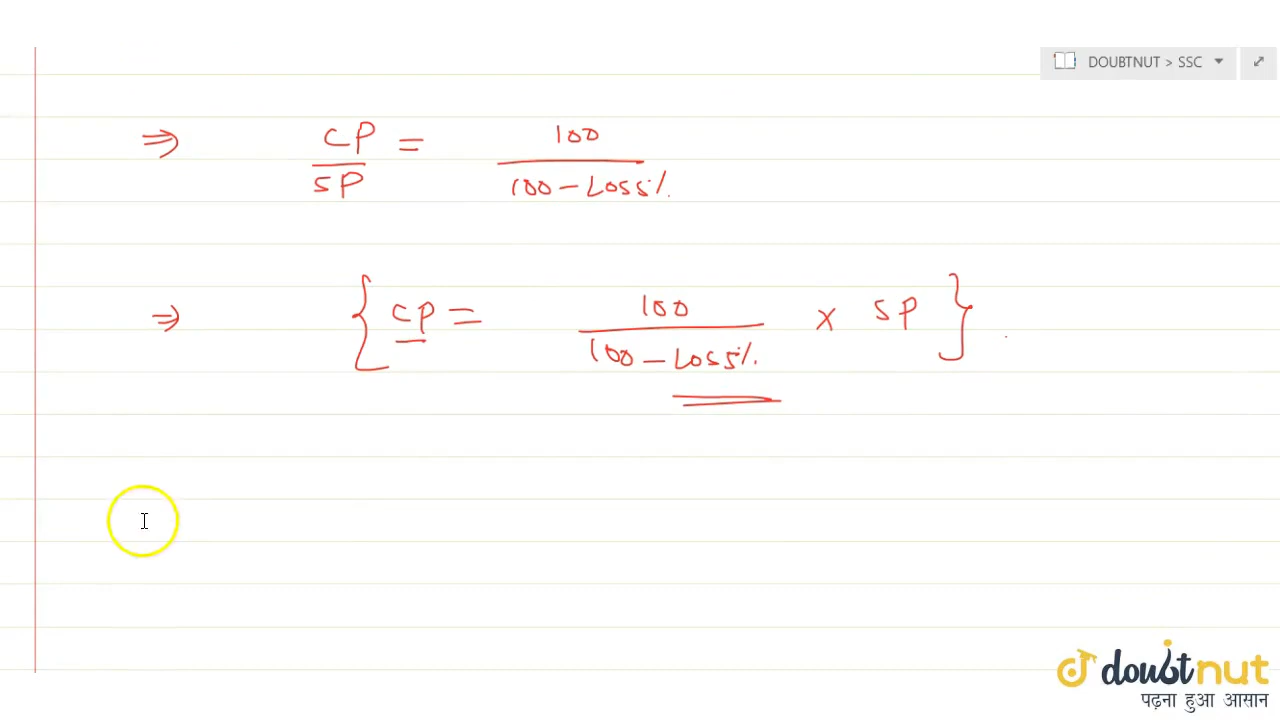 DOUBTNUT > SSC
⇒ CP/SP = 100/(100 - Loss%)
⇒ { CP = 100/(100 - Loss%) × SP }
doubtnut
पढ़ना हुआ आसान